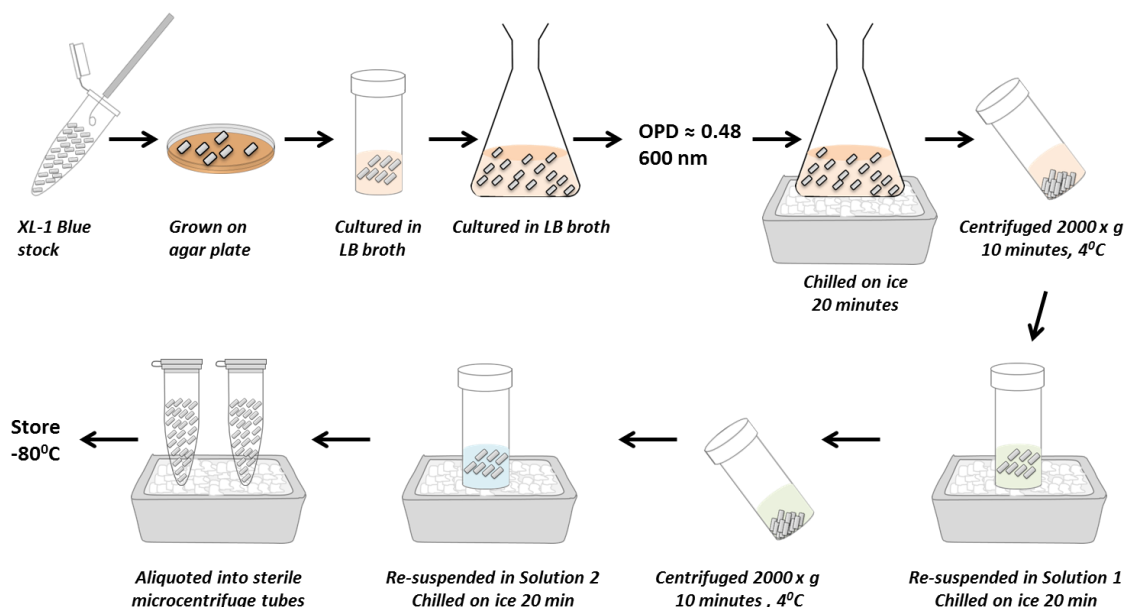 OPD ≈ 0.48
600 nm
XL-1 Blue
stock
Grown on
agar plate
Cultured in
LB broth
Cultured in LB broth
Chilled on ice
20 minutes
Centrifuged 2000 x g
10 minutes, 4⁰C
Store
-80⁰C
Aliquoted into sterile
microcentrifuge tubes
Re-suspended in Solution 2
Chilled on ice 20 min
Centrifuged 2000 x g
10 minutes , 4⁰C
Re-suspended in Solution 1
Chilled on ice 20 min